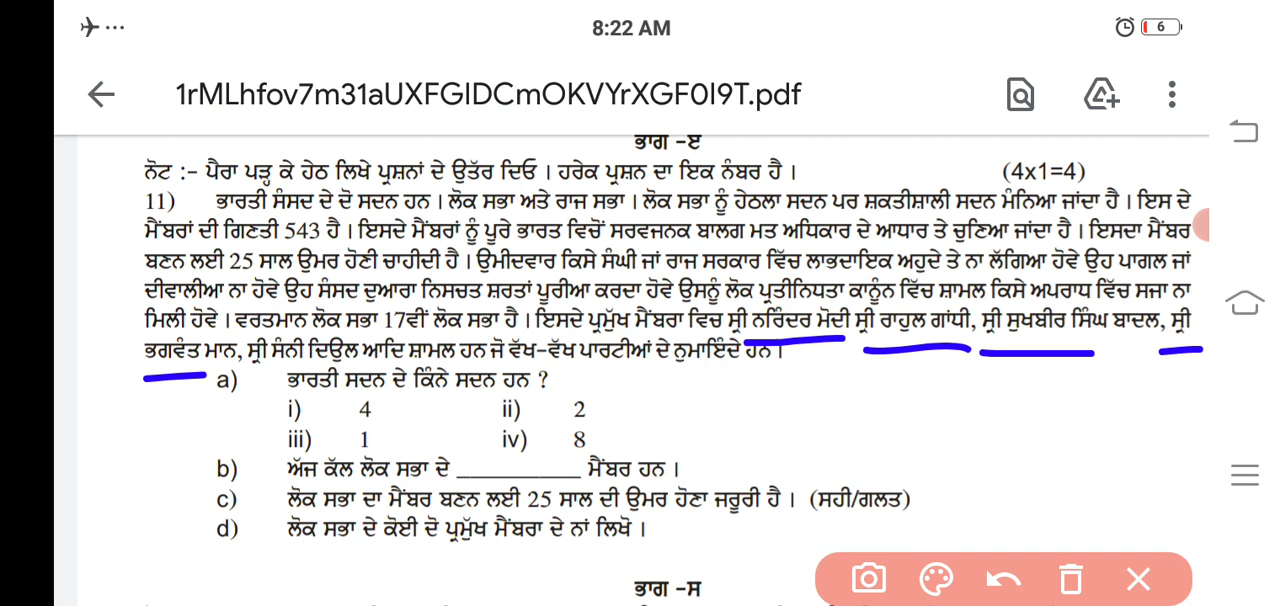 8:22 AM
6
1rMLhfov7m31aUXFGIDCmOKVYrXGF0I9T.pdf
ਭਾਗ –ੲ
ਨੋਟ :– ਪੈਰਾ ਪੜ੍ਹ ਕੇ ਹੇਠ ਲਿਖੇ ਪ੍ਰਸ਼ਨਾਂ ਦੇ ਉਤੱਰ ਦਿਓ । ਹਰੇਕ ਪ੍ਰਸ਼ਨ ਦਾ ਇਕ ਨੰਬਰ ਹੈ । (4x1=4)
11) ਭਾਰਤੀ ਸੰਸਦ ਦੇ ਦੋ ਸਦਨ ਹਨ । ਲੋਕ ਸਭਾ ਅਤੇ ਰਾਜ ਸਭਾ । ਲੋਕ ਸਭਾ ਨੂੰ ਹੇਠਲਾ ਸਦਨ ਪਰ ਸ਼ਕਤੀਸ਼ਾਲੀ ਸਦਨ ਮੰਨਿਆ ਜਾਂਦਾ ਹੈ । ਇਸ ਦੇ
ਮੈਂਬਰਾਂ ਦੀ ਗਿਣਤੀ 543 ਹੈ । ਇਸਦੇ ਮੈਂਬਰਾਂ ਨੂੰ ਪੂਰੇ ਭਾਰਤ ਵਿਚੋਂ ਸਰਵਜਨਕ ਬਾਲਗ ਮਤ ਅਧਿਕਾਰ ਦੇ ਆਧਾਰ ਤੇ ਚੁਣਿਆ ਜਾਂਦਾ ਹੈ । ਇਸਦਾ ਮੈਂਬਰ
ਬਣਨ ਲਈ 25 ਸਾਲ ਉਮਰ ਹੋਣੀ ਚਾਹੀਦੀ ਹੈ । ਉਮੀਦਵਾਰ ਕਿਸੇ ਸੰਘੀ ਜਾਂ ਰਾਜ ਸਰਕਾਰ ਵਿੱਚ ਲਾਭਦਾਇਕ ਅਹੁਦੇ ਤੇ ਨਾ ਲੱਗਿਆ ਹੋਵੇ ਉਹ ਪਾਗਲ ਜਾਂ
ਦੀਵਾਲੀਆ ਨਾ ਹੋਵੇ ਉਹ ਸੰਸਦ ਦੁਆਰਾ ਨਿਸਚਤ ਸ਼ਰਤਾਂ ਪੂਰੀਆ ਕਰਦਾ ਹੋਵੇ ਉਸਨੂੰ ਲੋਕ ਪ੍ਰਤੀਨਿਧਤਾ ਕਾਨੂੰਨ ਵਿੱਚ ਸ਼ਾਮਲ ਕਿਸੇ ਅਪਰਾਧ ਵਿੱਚ ਸਜਾ ਨਾ
ਮਿਲੀ ਹੋਵੇ । ਵਰਤਮਾਨ ਲੋਕ ਸਭਾ 17ਵੀਂ ਲੋਕ ਸਭਾ ਹੈ । ਇਸਦੇ ਪ੍ਰਮੁੱਖ ਮੈਂਬਰਾ ਵਿਚ ਸ਼੍ਰੀ ਨਰਿੰਦਰ ਮੋਦੀ ਸ਼੍ਰੀ ਰਾਹੁਲ ਗਾਂਧੀ, ਸ਼੍ਰੀ ਸੁਖਬੀਰ ਸਿੰਘ ਬਾਦਲ, ਸ਼੍ਰੀ
ਭਗਵੰਤ ਮਾਨ, ਸ਼੍ਰੀ ਸੰਨੀ ਦਿਉਲ ਆਦਿ ਸ਼ਾਮਲ ਹਨ ਜੋ ਵੱਖ–ਵੱਖ ਪਾਰਟੀਆਂ ਦੇ ਨੁਮਾਇੰਦੇ ਹਨ ।
a) ਭਾਰਤੀ ਸਦਨ ਦੇ ਕਿੰਨੇ ਸਦਨ ਹਨ ?
i) 4 ii) 2
iii) 1 iv) 8
b) ਅੱਜ ਕੱਲ ਲੋਕ ਸਭਾ ਦੇ __________ ਮੈਂਬਰ ਹਨ ।
c) ਲੋਕ ਸਭਾ ਦਾ ਮੈਂਬਰ ਬਣਨ ਲਈ 25 ਸਾਲ ਦੀ ਉਮਰ ਹੋਣਾ ਜਰੂਰੀ ਹੈ । (ਸਹੀ/ਗਲਤ)
d) ਲੋਕ ਸਭਾ ਦੇ ਕੋਈ ਦੋ ਪ੍ਰਮੁੱਖ ਮੈਂਬਰਾ ਦੇ ਨਾਂ ਲਿਖੋ ।
ਭਾਗ –ਸ